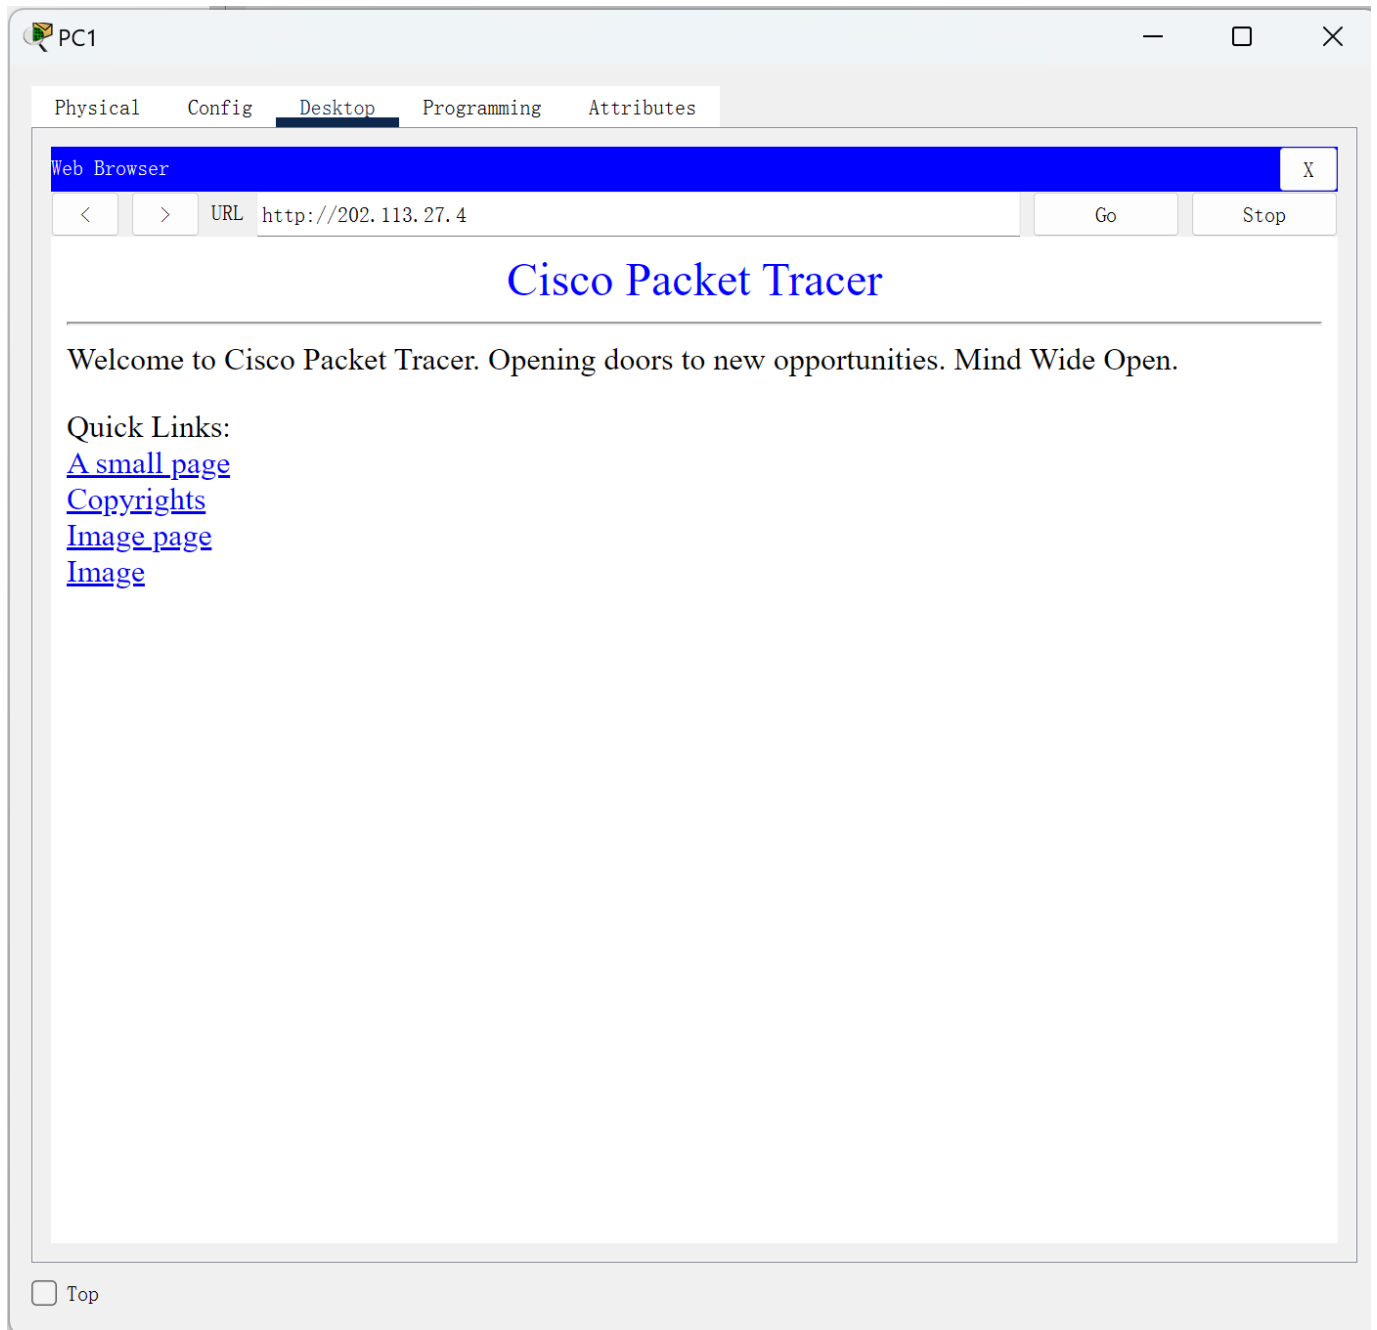 PC1
Physical Config Desktop Programming Attributes
Web Browser X
< > URL http://202.113.27.4 Go Stop
Cisco Packet Tracer
Welcome to Cisco Packet Tracer. Opening doors to new opportunities. Mind Wide Open.
Quick Links:
A small page
Copyrights
Image page
Image
Top